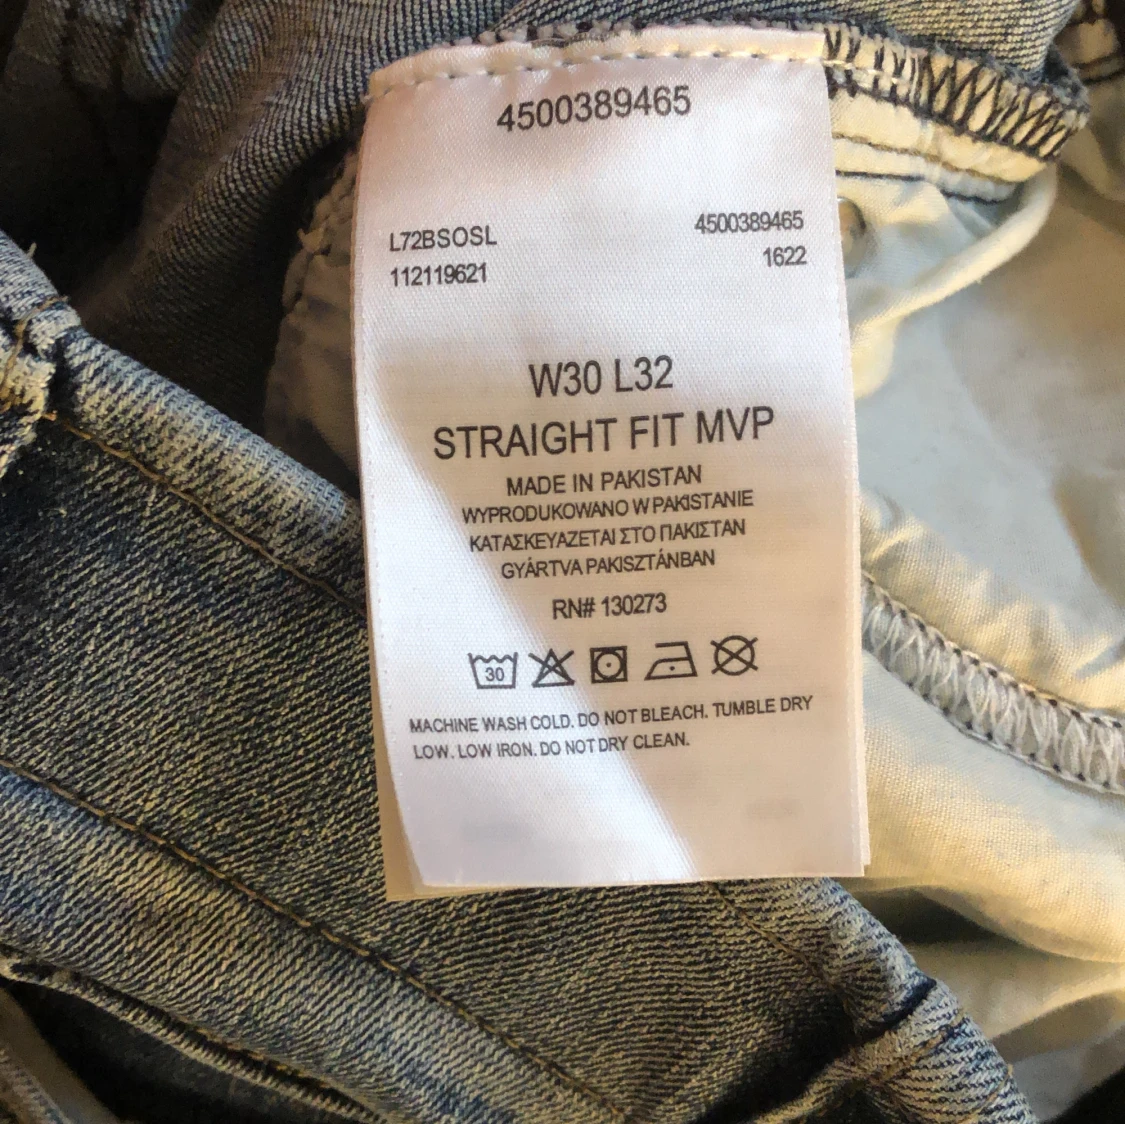 4500389465
L72BSOSL 4500389465
112119621 1622
W30 L32
STRAIGHT FIT MVP
MADE IN PAKISTAN
WYPRODUKOWANO W PAKISTANIE
ΚΑΤΑΣΚΕΥΑΖΕΤΑΙ ΣΤΟ ΠΑΚΙΣΤΑΝ
GYÁRTVA PAKISZTÁNBAN
RN# 130273
30
MACHINE WASH COLD. DO NOT BLEACH. TUMBLE DRY
LOW. LOW IRON. DO NOT DRY CLEAN.